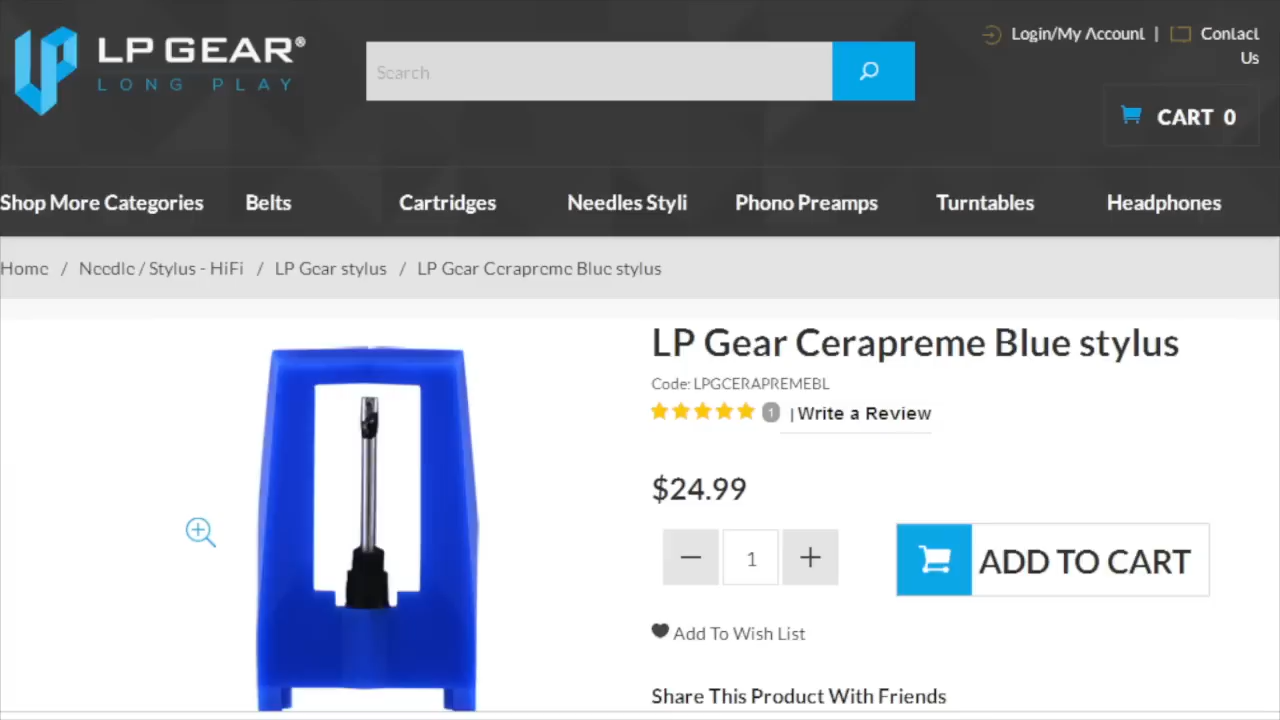 LP GEAR®
LONG PLAY
Search
Login/My Account | Contact
Us
CART 0
Shop More Categories Belts Cartridges Needles Styli Phono Preamps Turntables Headphones
Home / Needle / Stylus - HiFi / LP Gear stylus / LP Gear Cerapreme Blue stylus
LP Gear Cerapreme Blue stylus
Code: LPGCERAPREMEBL
1 | Write a Review
$24.99
1
ADD TO CART
Add To Wish List
Share This Product With Friends